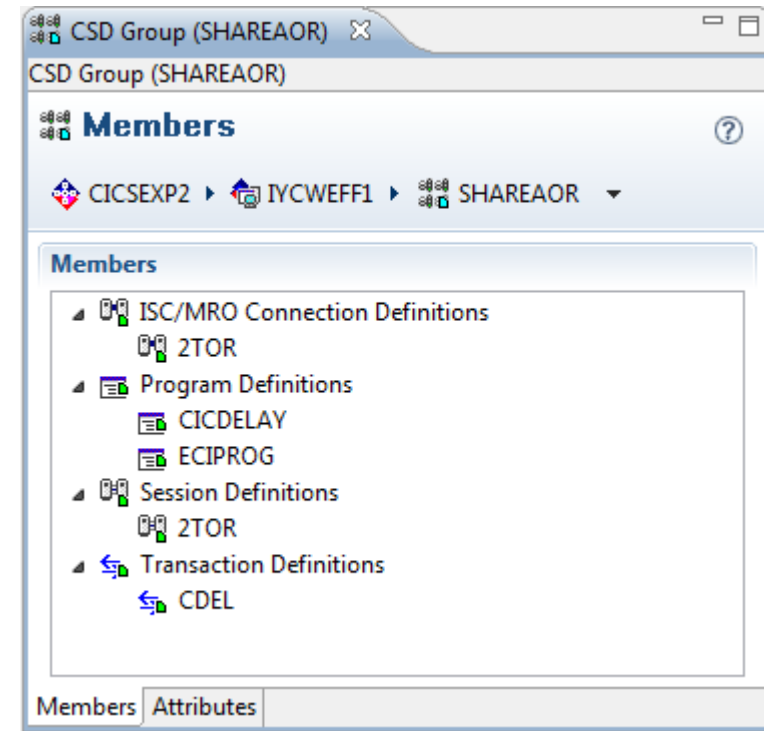 CSD Group (SHAREAOR)
CSD Group (SHAREAOR)
Members
CICSEXP2 IYCWEFF1 SHAREAOR
Members
ISC/MRO Connection Definitions
2TOR
Program Definitions
CICDELAY
ECIPROG
Session Definitions
2TOR
Transaction Definitions
CDEL
Members Attributes